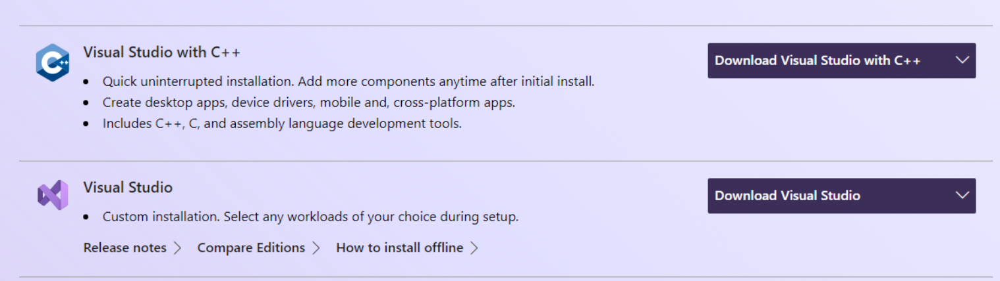 Visual Studio with C++
Download Visual Studio with C++
• Quick uninterrupted installation. Add more components anytime after initial install.
• Create desktop apps, device drivers, mobile and, cross-platform apps.
• Includes C++, C, and assembly language development tools.
Visual Studio
Download Visual Studio
• Custom installation. Select any workloads of your choice during setup.
Release notes > Compare Editions > How to install offline >